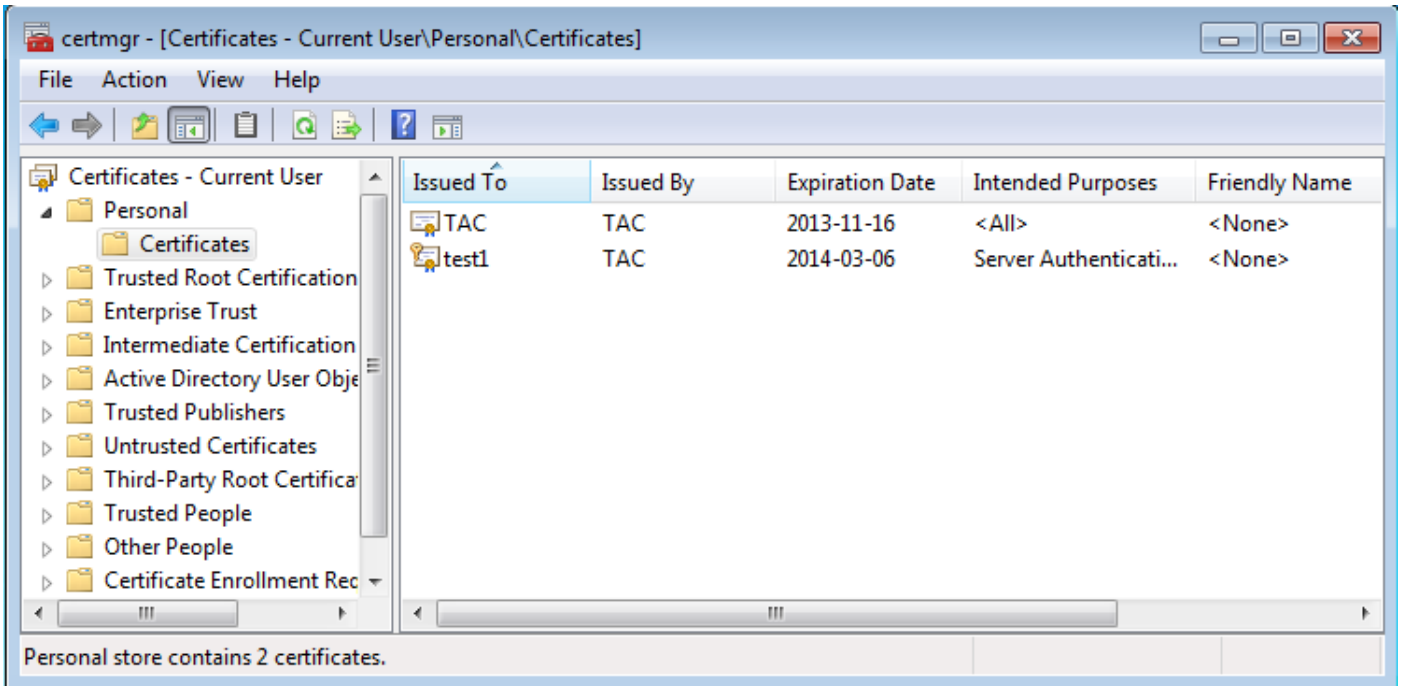 certmgr - [Certificates - Current User\Personal\Certificates]
File Action View Help
Certificates - Current User
Personal
Certificates
Trusted Root Certification
Enterprise Trust
Intermediate Certification
Active Directory User Obje
Trusted Publishers
Untrusted Certificates
Third-Party Root Certifica
Trusted People
Other People
Certificate Enrollment Req
Issued To Issued By Expiration Date Intended Purposes Friendly Name
TAC TAC 2013-11-16 <All> <None>
test1 TAC 2014-03-06 Server Authenticati... <None>
Personal store contains 2 certificates.